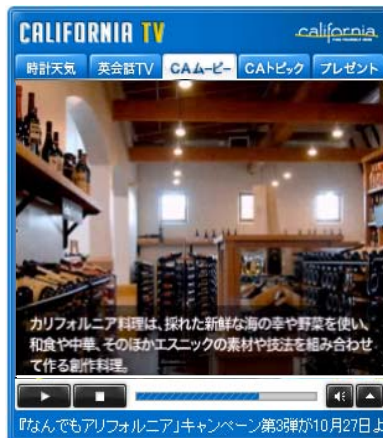 CALIFORNIA TV
california
時計天気 英会話TV CAムービー CAトピック プレゼント
カリフォルニア料理は、採れた新鮮な海の幸や野菜を使い、
和食や中華、そのほかエスニックの素材や技法を組み合わせ
て作る創作料理。
『なんでもアリフォルニア』キャンペーン第3弾が10月27日よ